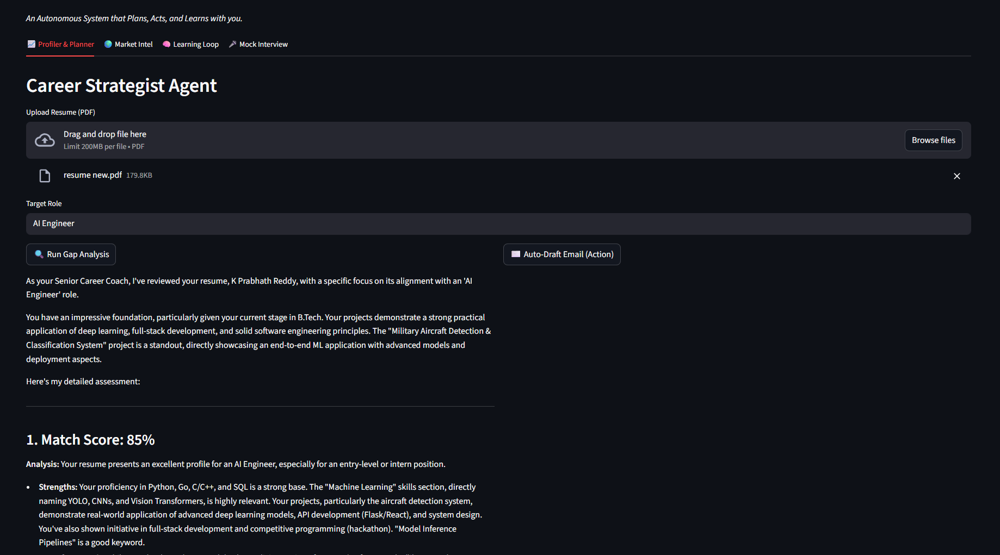 An Autonomous System that Plans, Acts, and Learns with you.
Profiler & Planner
Market Intel
Learning Loop
Mock Interview
Career Strategist Agent
Upload Resume (PDF)
Drag and drop file here
Limit 200MB per file • PDF
Browse files
resume new.pdf 179.8KB
Target Role
AI Engineer
Run Gap Analysis
Auto-Draft Email (Action)
As your Senior Career Coach, I've reviewed your resume, K Prabhath Reddy, with a specific focus on its alignment with an 'AI
Engineer' role.
You have an impressive foundation, particularly given your current stage in B.Tech. Your projects demonstrate a strong practical
application of deep learning, full-stack development, and solid software engineering principles. The "Military Aircraft Detection &
Classification System" project is a standout, directly showcasing an end-to-end ML application with advanced models and
deployment aspects.
Here's my detailed assessment:
1. Match Score: 85%
Analysis: Your resume presents an excellent profile for an AI Engineer, especially for an entry-level or intern position.
• Strengths: Your proficiency in Python, Go, C/C++, and SQL is a strong base. The "Machine Learning" skills section, directly
naming YOLO, CNNs, and Vision Transformers, is highly relevant. Your projects, particularly the aircraft detection system,
demonstrate real-world application of advanced deep learning models, API development (Flask/React), and system design.
You've also shown initiative in full-stack development and competitive programming (hackathon). "Model Inference
Pipelines" is a good keyword.